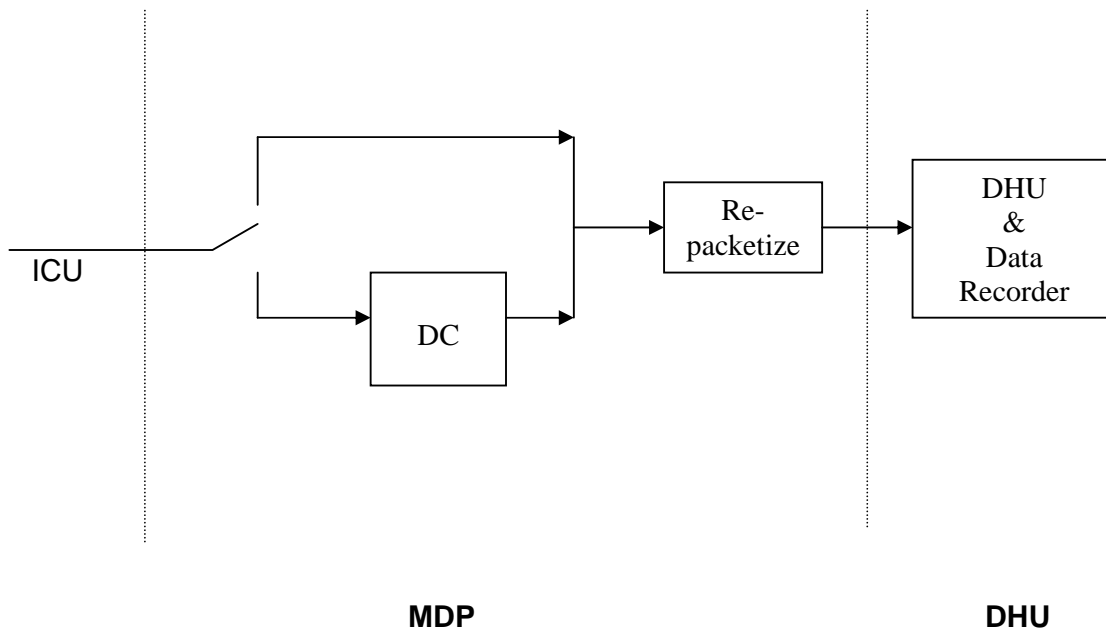 ICU
DC
Re-
packetize
DHU
&
Data
Recorder
MDP
DHU